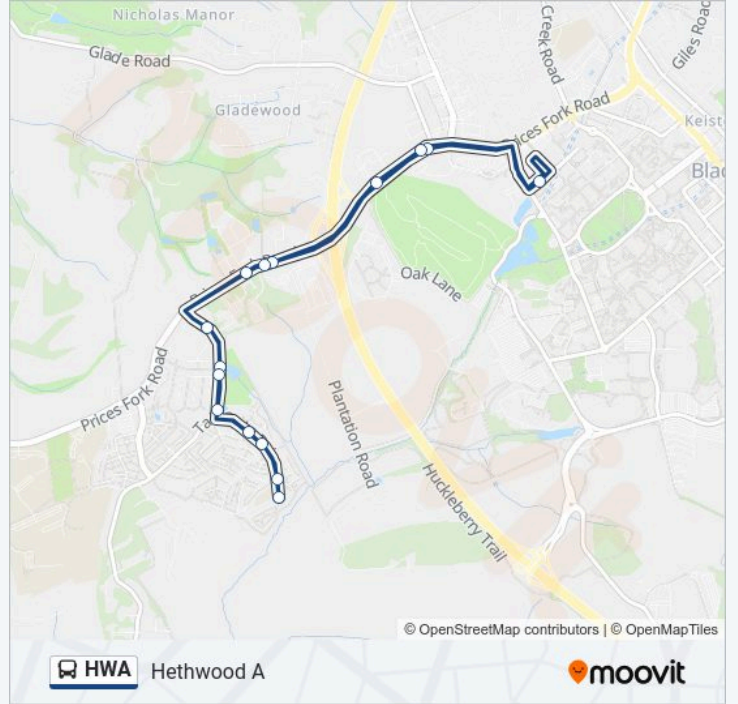 Nicholas Manor
Glade Road
Gladewood
Creek Road
Giles Road
Prices Fork Road
Keist
Blac
Oak Lane
Prices Fork Road
Ta
Plantation Road
Huckleberry Trail
© OpenStreetMap contributors | © OpenMapTiles
HWA Hethwood A
moovit